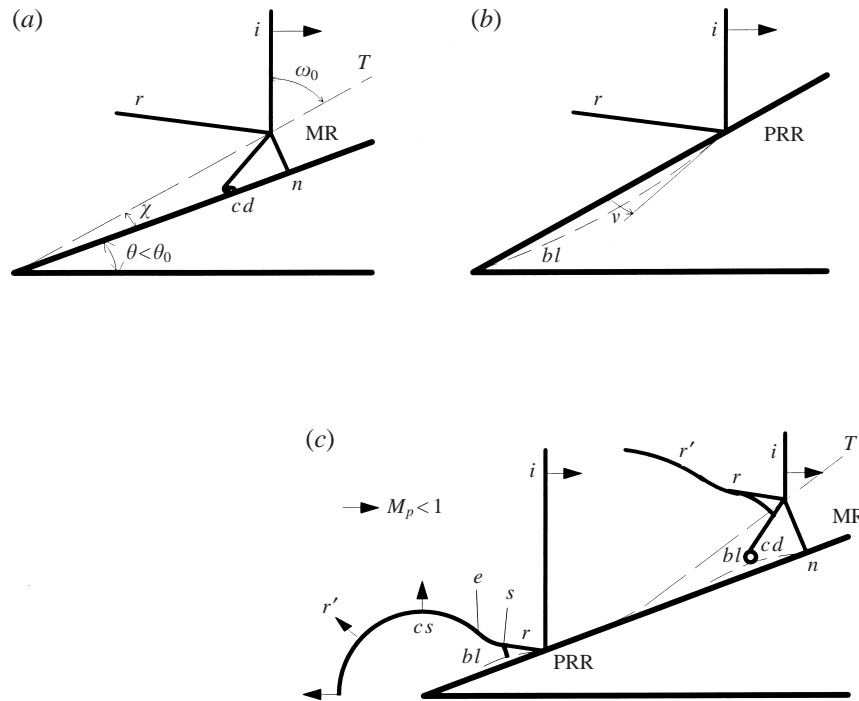 (a)
i
ω₀
T
r
MR
n
cd
χ
θ<θ₀
(b)
i
r
PRR
ν
bl
(c)
i
M_p<1
r′
r
i
T
MR
bl
cd
n
e
s
r′
cs
r
bl
PRR